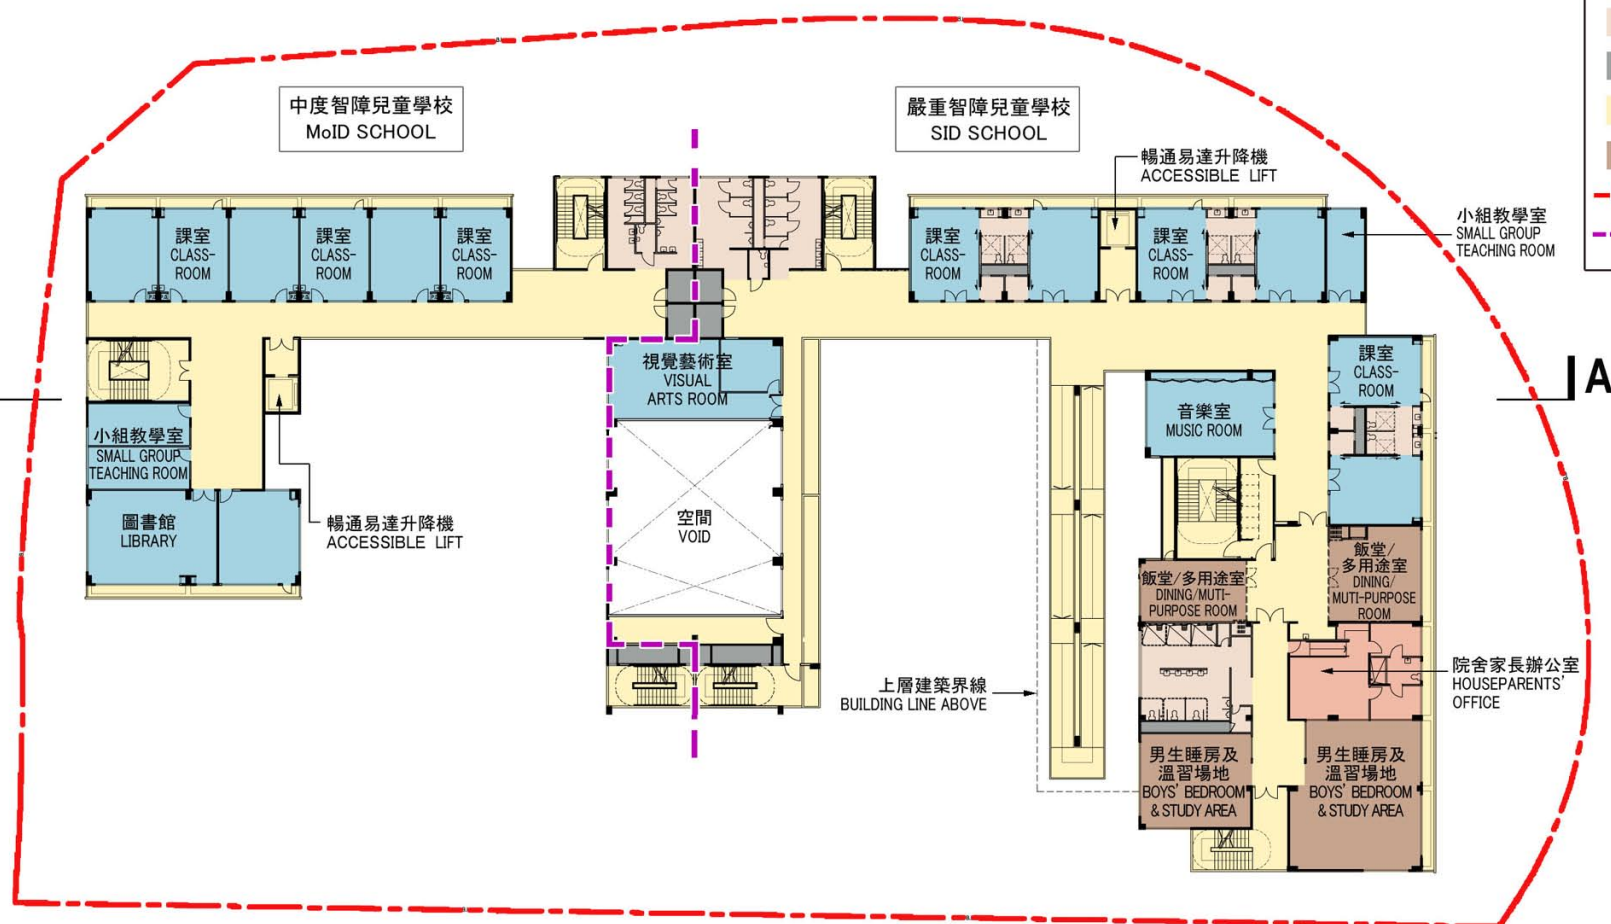 中度智障兒童學校
MoID SCHOOL
嚴重智障兒童學校
SID SCHOOL
暢通易達升降機
ACCESSIBLE LIFT
小組教學室
SMALL GROUP
TEACHING ROOM
課室
CLASS-
ROOM
課室
CLASS-
ROOM
課室
CLASS-
ROOM
課室
CLASS-
ROOM
課室
CLASS-
ROOM
視覺藝術室
VISUAL
ARTS ROOM
課室
CLASS-
ROOM
A
音樂室
MUSIC ROOM
小組教學室
SMALL GROUP
TEACHING ROOM
圖書館
LIBRARY
暢通易達升降機
ACCESSIBLE LIFT
空間
VOID
飯堂/多用途室
DINING/MUTI-
PURPOSE ROOM
飯堂/
多用途室
DINING/
MUTI-PURPOSE
ROOM
上層建築界線
BUILDING LINE ABOVE
院舍家長辦公室
HOUSEPARENTS'
OFFICE
男生睡房及
溫習場地
BOYS' BEDROOM
& STUDY AREA
男生睡房及
溫習場地
BOYS' BEDROOM
& STUDY AREA